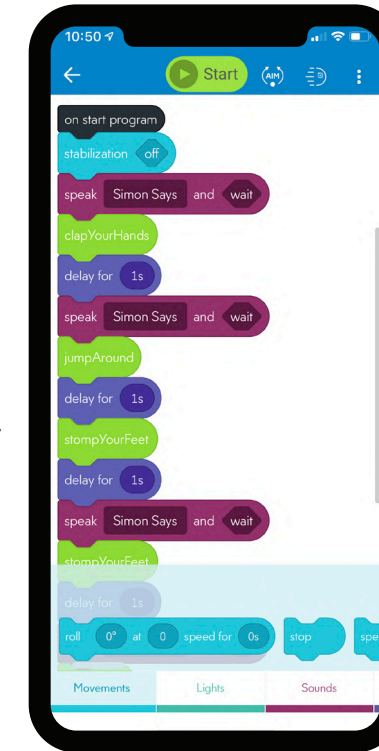 10:50
Start
AIM
on start program
stabilization off
speak Simon Says and wait
clapYourHands
delay for 1s
speak Simon Says and wait
jumpAround
delay for 1s
stompYourFeet
delay for 1s
speak Simon Says and wait
stompYourFeet
delay for 1s
roll 0° at 0 speed for 0s stop spe
Movements Lights Sounds